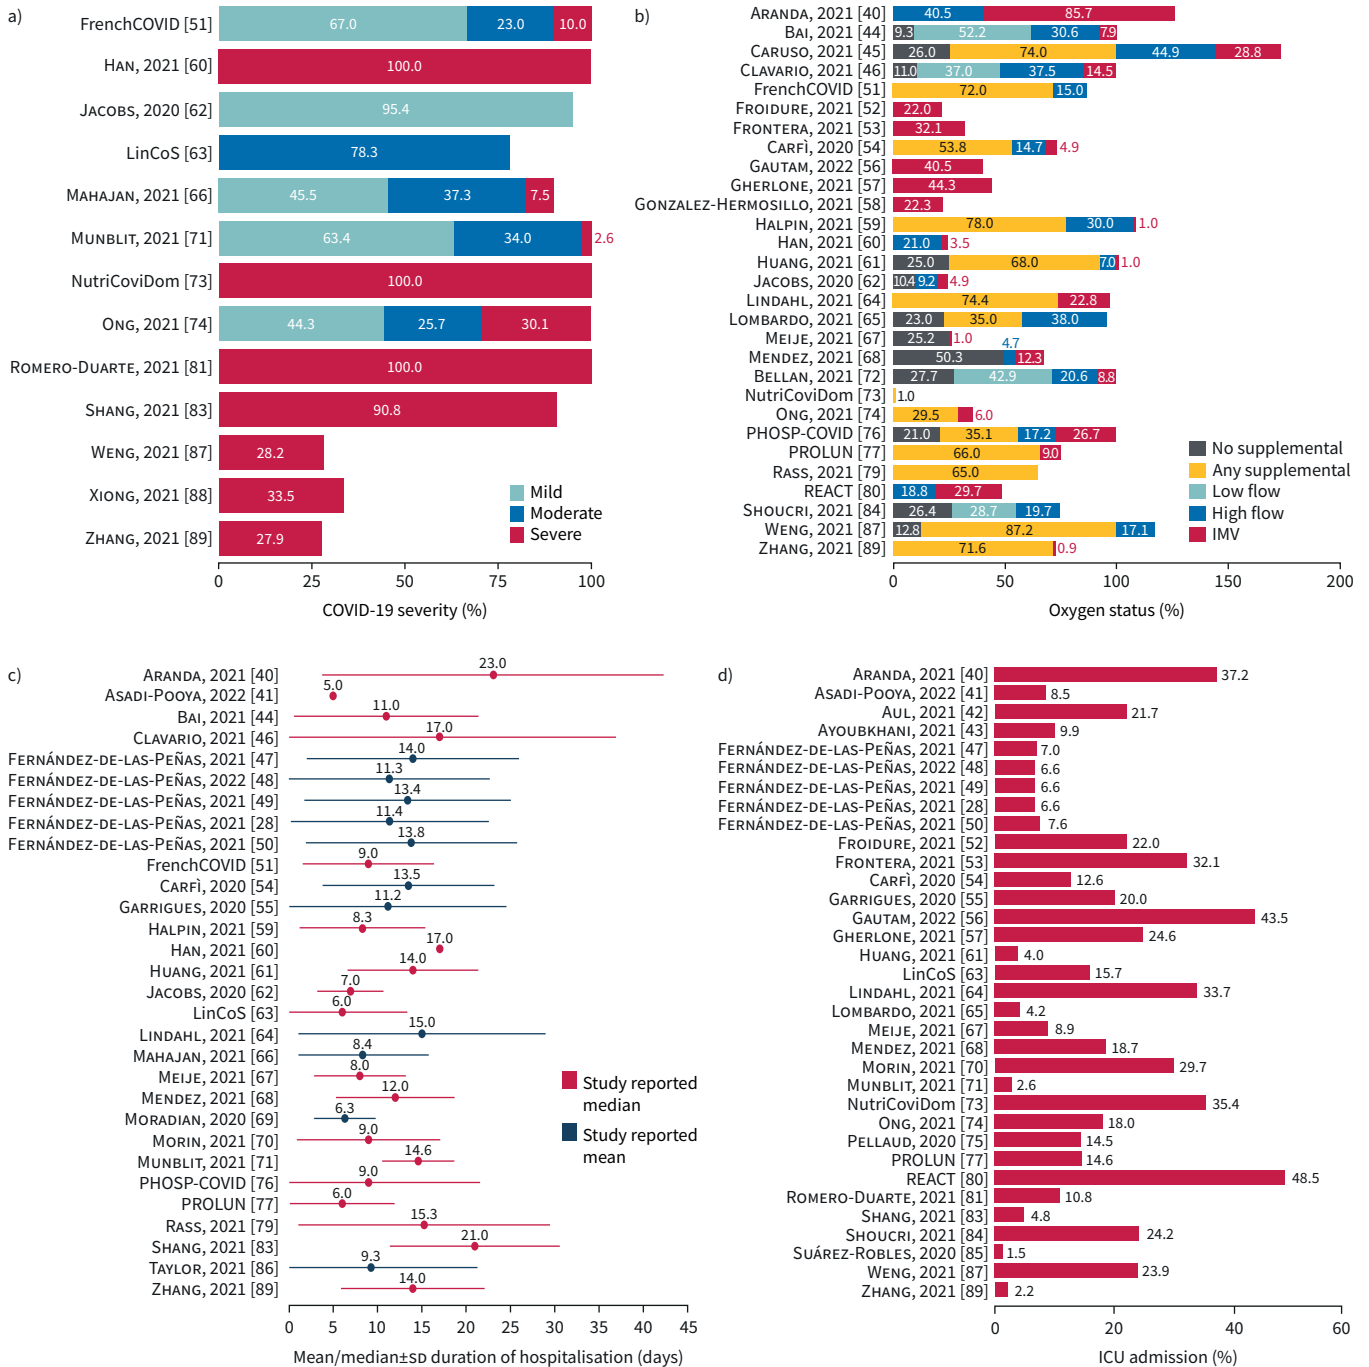 a)
FrenchCOVID [51] 67.0 23.0 10.0
HAN, 2021 [60] 100.0
JACOBS, 2020 [62] 95.4
LinCoS [63] 78.3
MAHAJAN, 2021 [66] 45.5 37.3 7.5
MUNBLIT, 2021 [71] 63.4 34.0 2.6
NutriCoviDom [73] 100.0
ONG, 2021 [74] 44.3 25.7 30.1
ROMERO-DUARTE, 2021 [81] 100.0
SHANG, 2021 [83] 90.8
WENG, 2021 [87] 28.2
XIONG, 2021 [88] 33.5
ZHANG, 2021 [89] 27.9
Mild
Moderate
Severe
0 25 50 75 100
COVID-19 severity (%)
b)
ARANDA, 2021 [40] 40.5 85.7
BAI, 2021 [44] 9.3 52.2 30.6 7.9
CARUSO, 2021 [45] 26.0 74.0 44.9 28.8
CLAVARIO, 2021 [46] 11.0 37.0 37.5 14.5
FrenchCOVID [51] 72.0 15.0
FROIDURE, 2021 [52] 22.0
FRONTERA, 2021 [53] 32.1
CARFÌ, 2020 [54] 53.8 14.7 4.9
GAUTAM, 2022 [56] 40.5
GHERLONE, 2021 [57] 44.3
GONZALEZ-HERMOSILLO, 2021 [58] 22.3
HALPIN, 2021 [59] 78.0 30.0 1.0
HAN, 2021 [60] 21.0 3.5
HUANG, 2021 [61] 25.0 68.0 7.0 1.0
JACOBS, 2020 [62] 10.4 9.2 4.9
LINDAHL, 2021 [64] 74.4 22.8
LOMBARDO, 2021 [65] 23.0 35.0 38.0
MEIJE, 2021 [67] 25.2 1.0
MENDEZ, 2021 [68] 50.3 4.7 12.3
BELLAN, 2021 [72] 27.7 42.9 20.6 8.8
NutriCoviDom [73] 1.0
ONG, 2021 [74] 29.5 6.0
PHOSP-COVID [76] 21.0 35.1 17.2 26.7
PROLUN [77] 66.0 9.0
RASS, 2021 [79] 65.0
REACT [80] 18.8 29.7
SHOUCRI, 2021 [84] 26.4 28.7 19.7
WENG, 2021 [87] 12.8 87.2 17.1
ZHANG, 2021 [89] 71.6 0.9
No supplemental
Any supplemental
Low flow
High flow
IMV
0 50 100 150 200
Oxygen status (%)
c)
ARANDA, 2021 [40] 23.0
ASADI-POOYA, 2022 [41] 5.0
BAI, 2021 [44] 11.0
CLAVARIO, 2021 [46] 17.0
FERNÁNDEZ-DE-LAS-PEÑAS, 2021 [47] 14.0
FERNÁNDEZ-DE-LAS-PEÑAS, 2022 [48] 11.3
FERNÁNDEZ-DE-LAS-PEÑAS, 2021 [49] 13.4
FERNÁNDEZ-DE-LAS-PEÑAS, 2021 [28] 11.4
FERNÁNDEZ-DE-LAS-PEÑAS, 2021 [50] 13.8
FrenchCOVID [51] 9.0
CARFÌ, 2020 [54] 13.5
GARRIGUES, 2020 [55] 11.2
HALPIN, 2021 [59] 8.3
HAN, 2021 [60] 17.0
HUANG, 2021 [61] 14.0
JACOBS, 2020 [62] 7.0
LinCoS [63] 6.0
LINDAHL, 2021 [64] 15.0
MAHAJAN, 2021 [66] 8.4
MEIJE, 2021 [67] 8.0
MENDEZ, 2021 [68] 12.0
MORADIAN, 2020 [69] 6.3
MORIN, 2021 [70] 9.0
MUNBLIT, 2021 [71] 14.6
PHOSP-COVID [76] 9.0
PROLUN [77] 6.0
RASS, 2021 [79] 15.3
SHANG, 2021 [83] 21.0
TAYLOR, 2021 [86] 9.3
ZHANG, 2021 [89] 14.0
Study reported
median
Study reported
mean
0 5 10 15 20 25 30 35 40 45
Mean/median±SD duration of hospitalisation (days)
d)
ARANDA, 2021 [40] 37.2
ASADI-POOYA, 2022 [41] 8.5
AUL, 2021 [42] 21.7
AYOUBKHANI, 2021 [43] 9.9
FERNÁNDEZ-DE-LAS-PEÑAS, 2021 [47] 7.0
FERNÁNDEZ-DE-LAS-PEÑAS, 2022 [48] 6.6
FERNÁNDEZ-DE-LAS-PEÑAS, 2021 [49] 6.6
FERNÁNDEZ-DE-LAS-PEÑAS, 2021 [28] 6.6
FERNÁNDEZ-DE-LAS-PEÑAS, 2021 [50] 7.6
FROIDURE, 2021 [52] 22.0
FRONTERA, 2021 [53] 32.1
CARFÌ, 2020 [54] 12.6
GARRIGUES, 2020 [55] 20.0
GAUTAM, 2022 [56] 43.5
GHERLONE, 2021 [57] 24.6
HUANG, 2021 [61] 4.0
LinCoS [63] 15.7
LINDAHL, 2021 [64] 33.7
LOMBARDO, 2021 [65] 4.2
MEIJE, 2021 [67] 8.9
MENDEZ, 2021 [68] 18.7
MORIN, 2021 [70] 29.7
MUNBLIT, 2021 [71] 2.6
NutriCoviDom [73] 35.4
ONG, 2021 [74] 18.0
PELLAUD, 2020 [75] 14.5
PROLUN [77] 14.6
REACT [80] 48.5
ROMERO-DUARTE, 2021 [81] 10.8
SHANG, 2021 [83] 4.8
SHOUCRI, 2021 [84] 24.2
SUÁREZ-ROBLES, 2020 [85] 1.5
WENG, 2021 [87] 23.9
ZHANG, 2021 [89] 2.2
0 20 40 60
ICU admission (%)